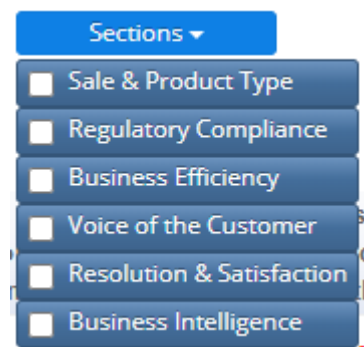 Sections
Sale & Product Type
Regulatory Compliance
Business Efficiency
Voice of the Customer
Resolution & Satisfaction
Business Intelligence